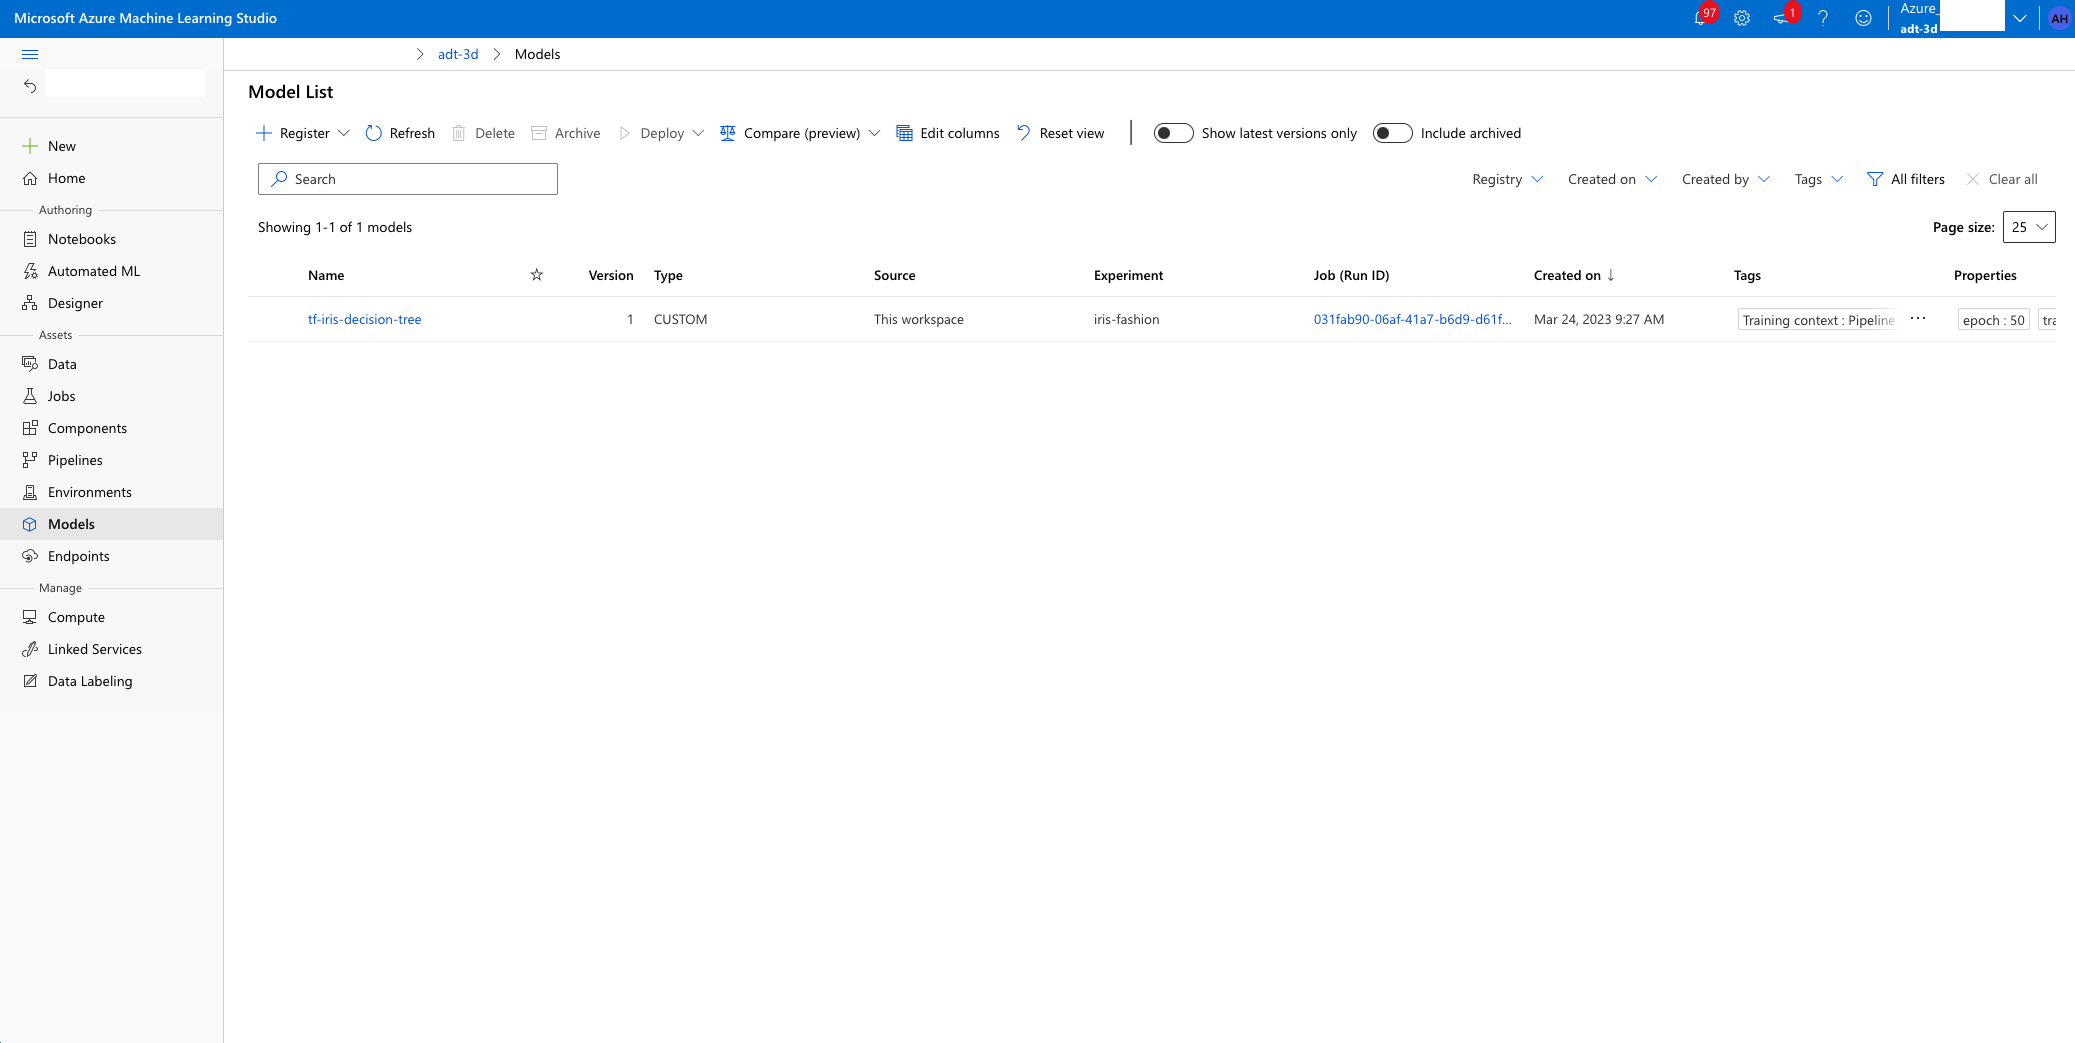 Microsoft Azure Machine Learning Studio
97
1
Azure_
adt-3d
AH
adt-3d
Models
Model List
Register
Refresh
Delete
Archive
Deploy
Compare (preview)
Edit columns
Reset view
Show latest versions only
Include archived
Search
Registry
Created on
Created by
Tags
All filters
Clear all
Showing 1-1 of 1 models
Page size:
25
Name Version Type Source Experiment Job (Run ID) Created on Tags Properties
tf-iris-decision-tree 1 CUSTOM This workspace iris-fashion 031fab90-06af-41a7-b6d9-d61f... Mar 24, 2023 9:27 AM Training context : Pipeline ... epoch : 50 tra
New
Home
Authoring
Notebooks
Automated ML
Designer
Assets
Data
Jobs
Components
Pipelines
Environments
Models
Endpoints
Manage
Compute
Linked Services
Data Labeling